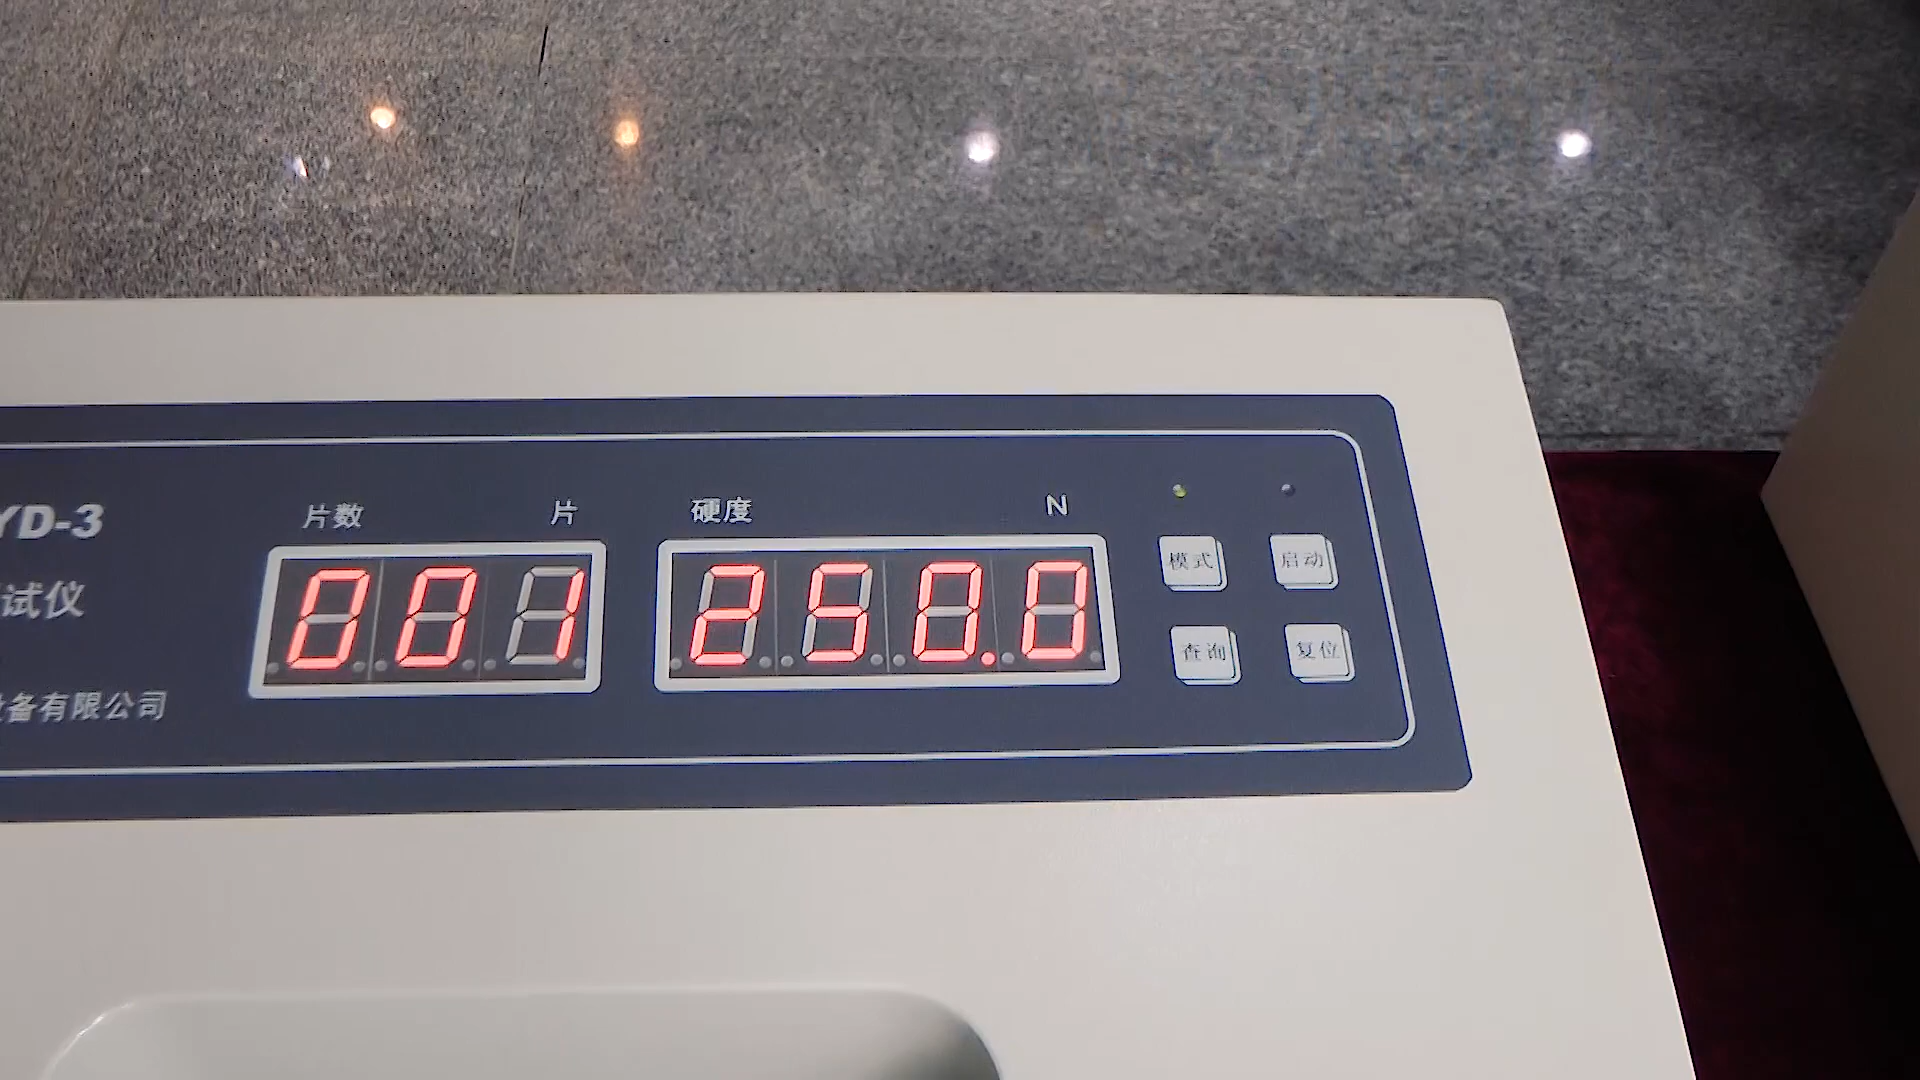 YD-3
试仪
备有限公司
片数 片
001
硬度 N
250.0
模式 启动
查询 复位